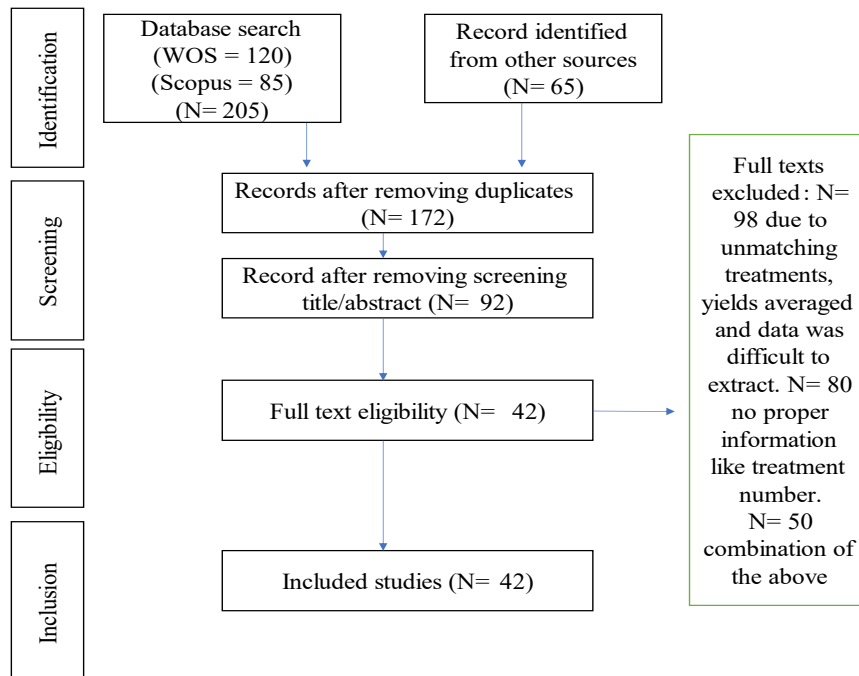 Identification
Database search
(WOS = 120)
(Scopus = 85)
(N= 205)
Record identified
from other sources
(N= 65)
Screening
Records after removing duplicates
(N= 172)
Record after removing screening
title/abstract (N= 92)
Eligibility
Full text eligibility (N= 42)
Full texts
excluded: N=
98 due to
unmatching
treatments,
yields averaged
and data was
difficult to
extract. N= 80
no proper
information
like treatment
number.
N= 50
combination of
the above
Inclusion
Included studies (N= 42)